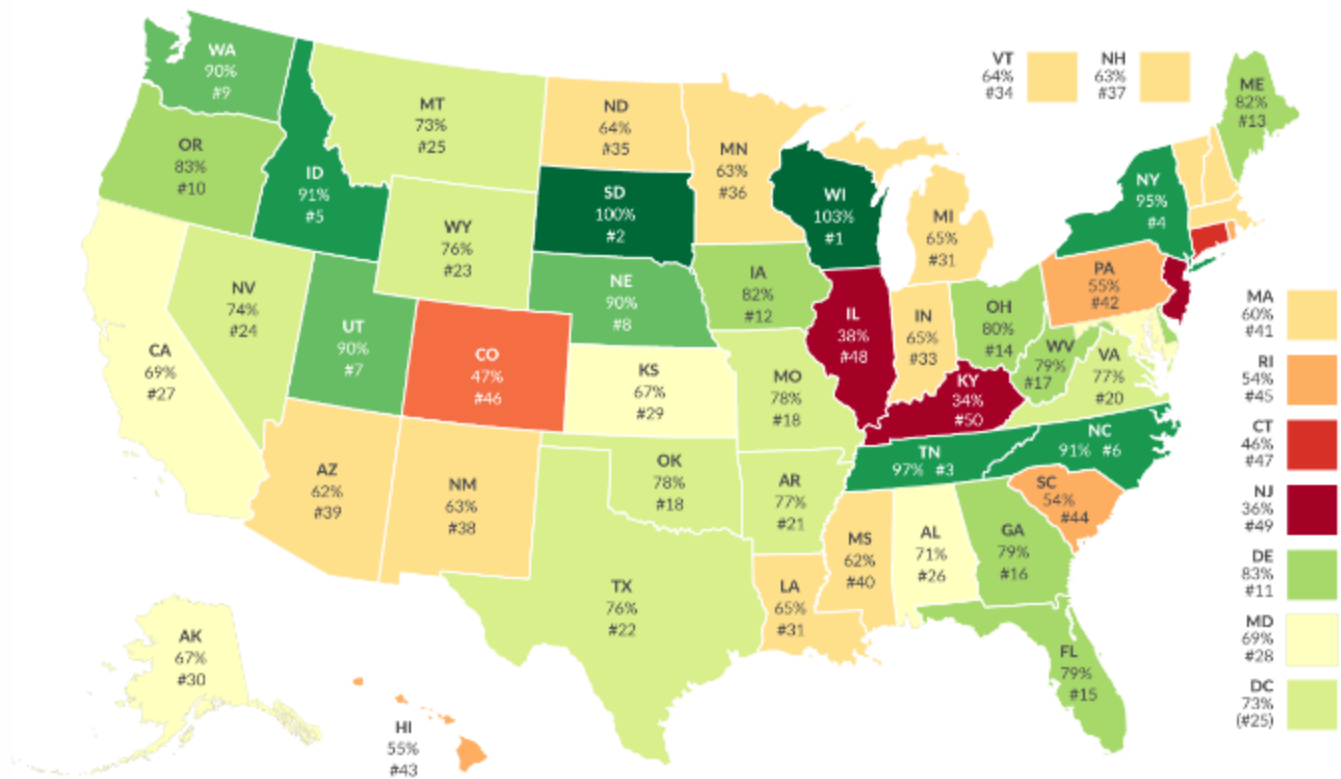 WA
90%
#9
OR
83%
#10
ID
91%
#5
MT
73%
#25
ND
64%
#35
MN
63%
#36
SD
100%
#2
WI
103%
#1
MI
65%
#31
WY
76%
#23
NV
74%
#24
CA
69%
#27
UT
90%
#7
CO
47%
#46
NE
90%
#8
KS
67%
#29
IA
82%
#12
MO
78%
#18
IL
38%
#48
IN
65%
#33
OH
80%
#14
KY
34%
#50
WV
79%
#17
VA
77%
#20
PA
55%
#42
NY
95%
#4
ME
82%
#13
VT
64%
#34
NH
63%
#37
AZ
62%
#39
NM
63%
#38
OK
78%
#18
TX
76%
#22
AR
77%
#21
LA
65%
#31
MS
62%
#40
AL
71%
#26
GA
79%
#16
FL
79%
#15
SC
54%
#44
NC
91% #6
TN
97% #3
AK
67%
#30
HI
55%
#43
MA
60%
#41
RI
54%
#45
CT
46%
#47
NJ
36%
#49
DE
83%
#11
MD
69%
#28
DC
73%
(#25)